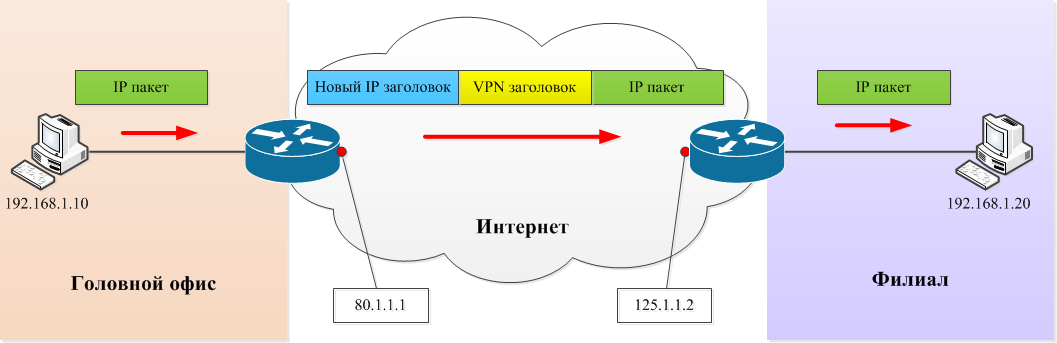 IP пакет
Новый IP заголовок
VPN заголовок
IP пакет
IP пакет
192.168.1.10
192.168.1.20
Интернет
Головной офис
Филиал
80.1.1.1
125.1.1.2